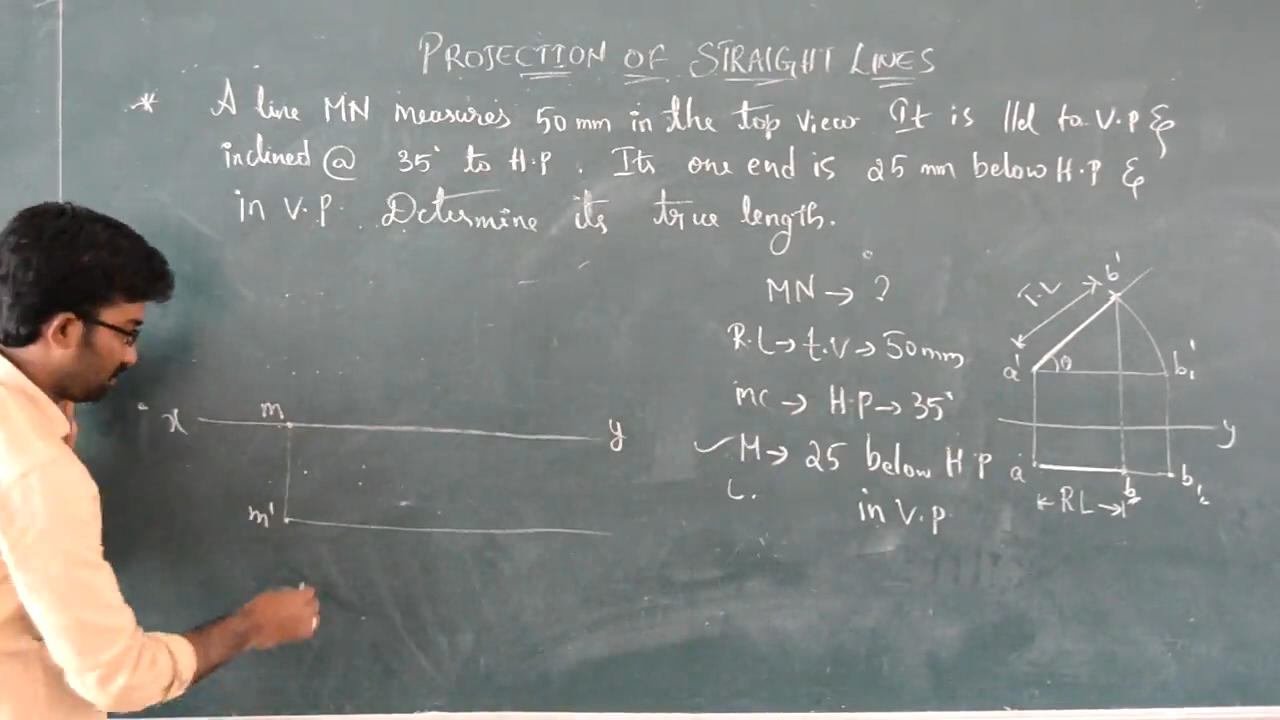 PROJECTION OF STRAIGHT LINES
* A line MN measures 50 mm in the top view It is lld to V.P &
inclined @ 35° to H.P. Its one end is 25 mm below H.P &
in V.P. Determine its true length.
MN → ?
R.L → t.V → 50mm
mc → H.P → 35°
✓ M → 25 below H P
in V.p
x m y
m'
b'
a' θ b₁'
y
a b
← RL →